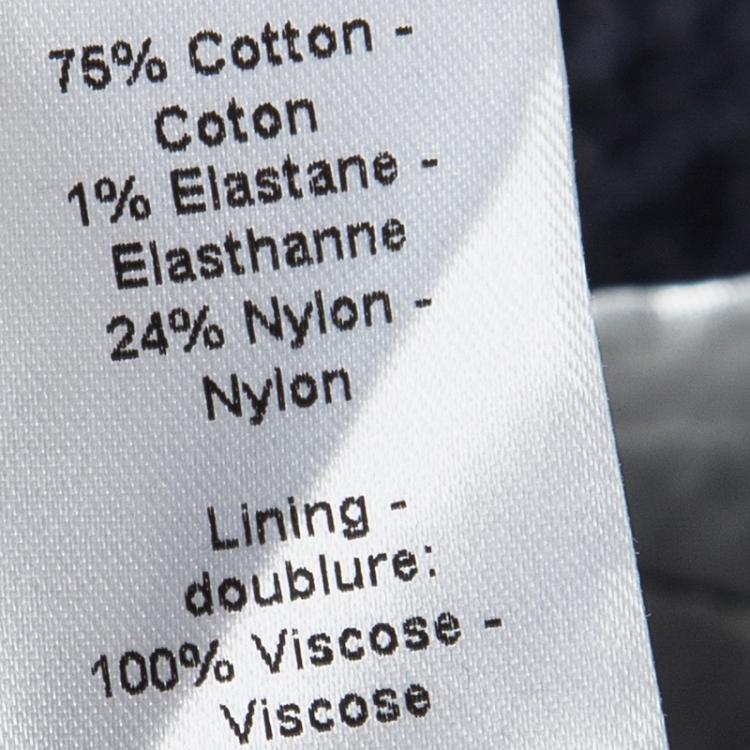 75% Cotton -
Coton
1% Elastane -
Elasthanne
24% Nylon -
Nylon
Lining -
doublure:
100% Viscose -
Viscose